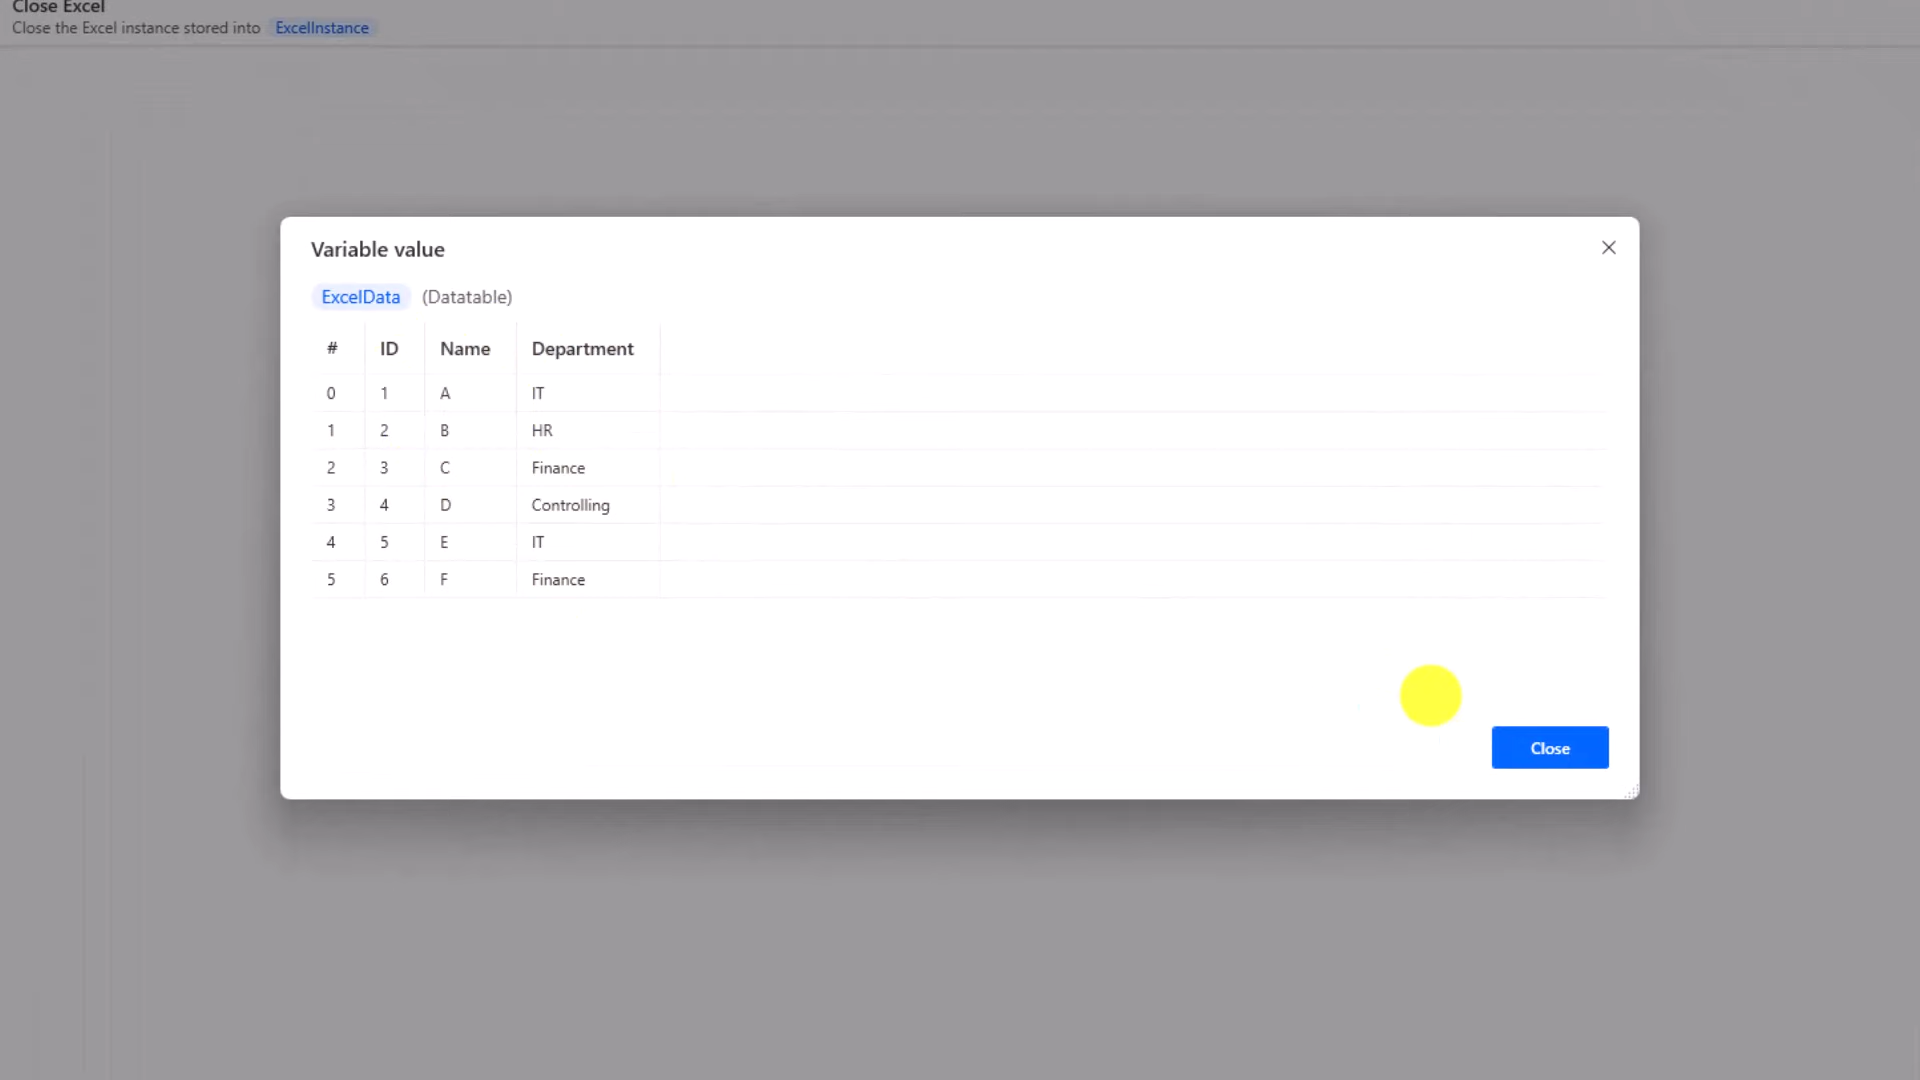 Close Excel
Close the Excel instance stored into ExcelInstance
Variable value
ExcelData (Datatable)
# ID Name Department
0 1 A IT
1 2 B HR
2 3 C Finance
3 4 D Controlling
4 5 E IT
5 6 F Finance
Close